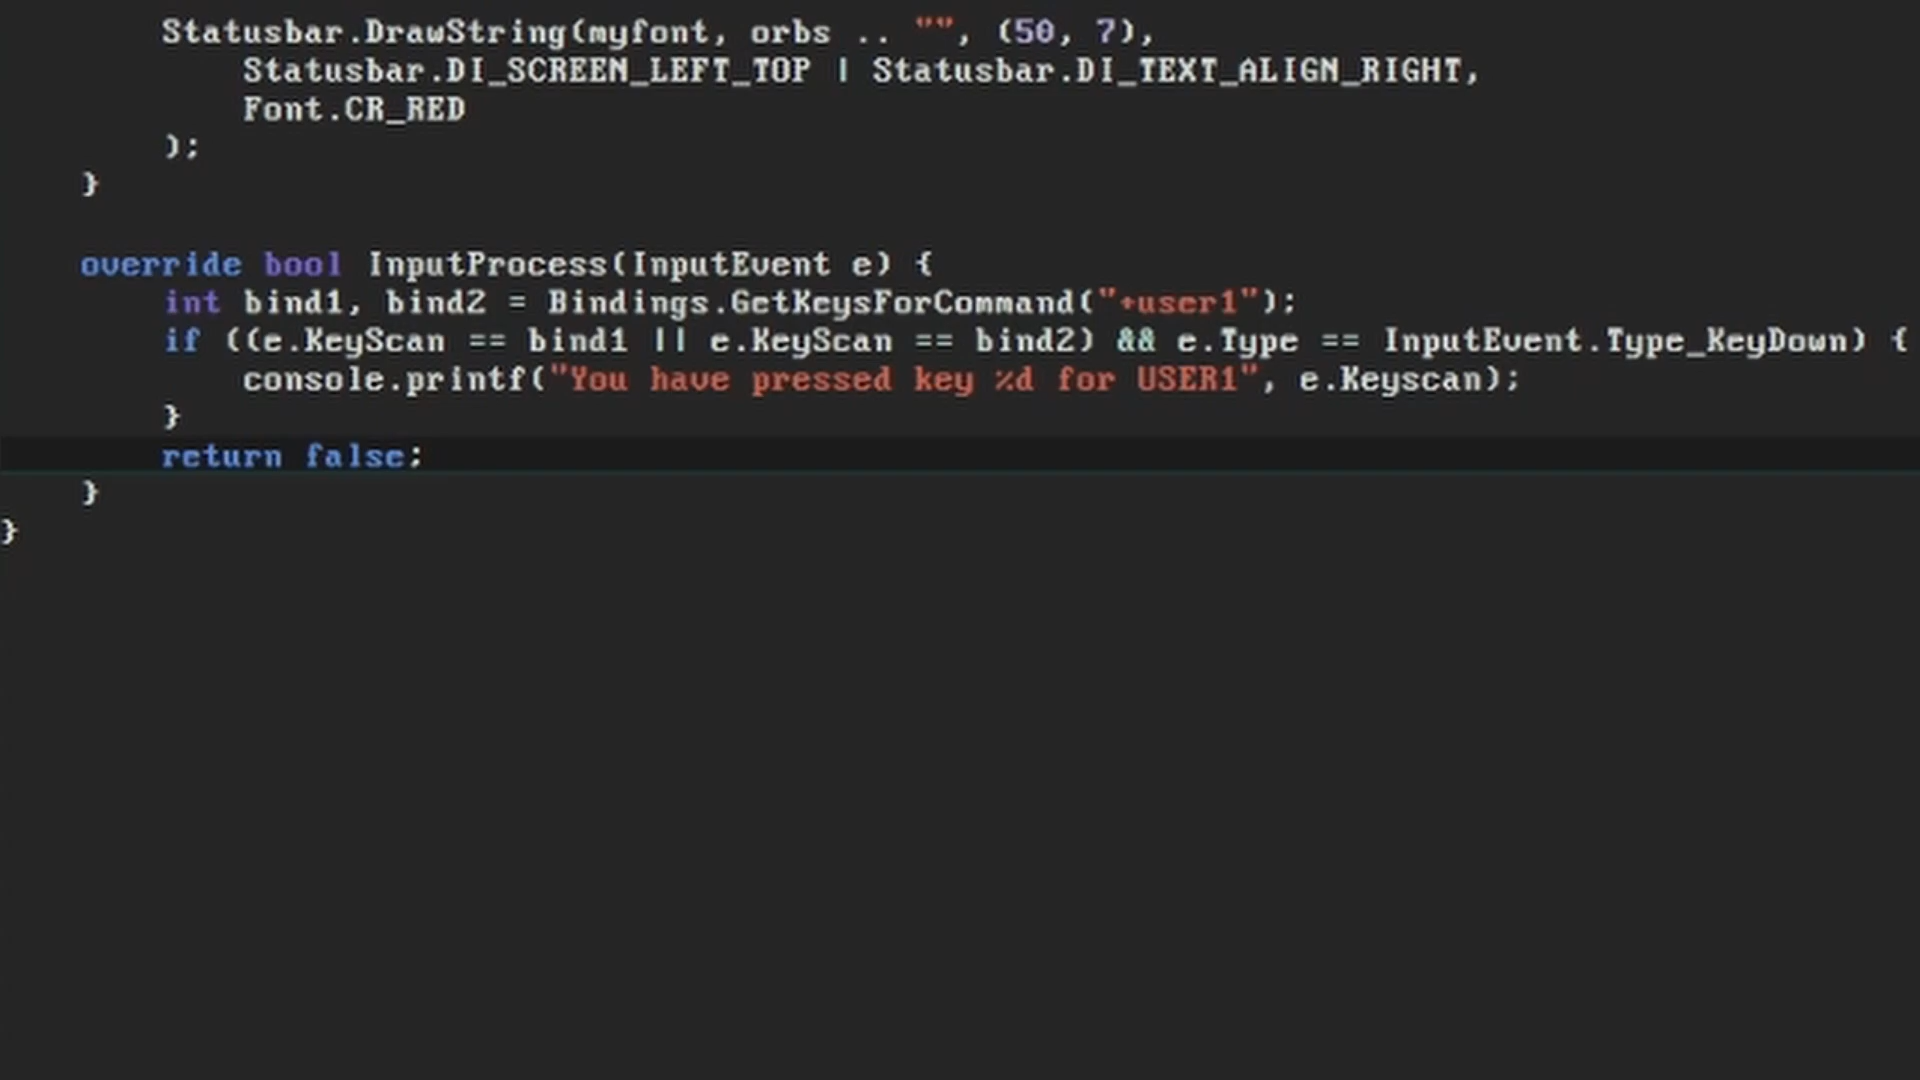 Statusbar.DrawString(myfont, orbs .. "", (50, 7),
Statusbar.DI_SCREEN_LEFT_TOP | Statusbar.DI_TEXT_ALIGN_RIGHT,
Font.CR_RED
);
}
override bool InputProcess(InputEvent e) {
int bind1, bind2 = Bindings.GetKeysForCommand("+user1");
if ((e.KeyScan == bind1 || e.KeyScan == bind2) && e.Type == InputEvent.Type_KeyDown) {
console.printf("You have pressed key %d for USER1", e.Keyscan);
}
return false;
}
}